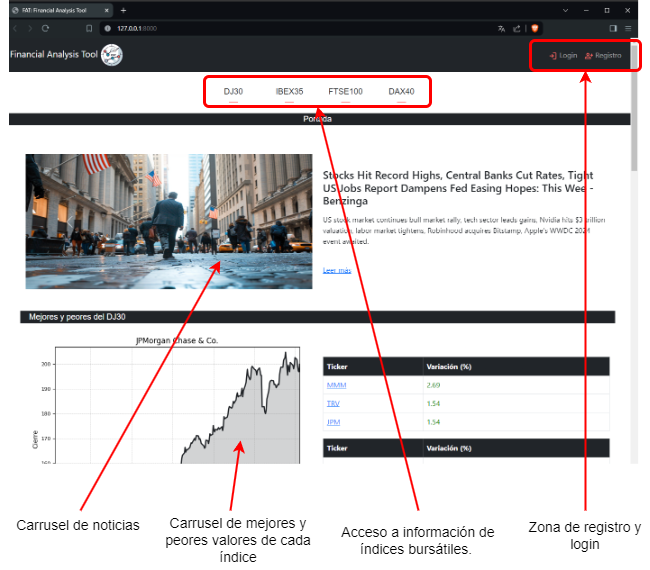 FAT: Financial Analysis Tool
127.0.0.1:8000
Financial Analysis Tool
Login
Registro
DJ30
IBEX35
FTSE100
DAX40
Portada
Stocks Hit Record Highs, Central Banks Cut Rates, Tight
US Jobs Report Dampens Fed Easing Hopes: This Wee -
Benzinga
US stock market continues bull market rally, tech sector leads gains. Nvidia hits $3 trillion
valuation, labor market tightens, Robinhood acquires Bitstamp, Apple's WWDC 2024
event awaited.
Leer más
Mejores y peores del DJ30
JPMorgan Chase & Co.
200
190
180
170
160
Cierre
Ticker Variación (%)
MMM 2.69
TRV 1.54
JPM 1.54
Ticker Variación (%)
Carrusel de noticias
Carrusel de mejores y
peores valores de cada
índice
Acceso a información de
índices bursátiles.
Zona de registro y
login